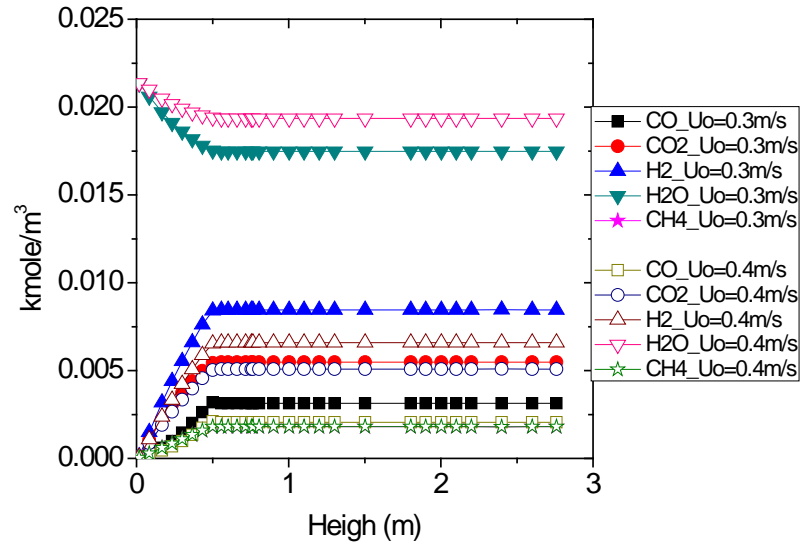 0.025
0.020
0.015
0.010
0.005
0.000
kmole/m³
0 1 2 3
Heigh (m)
CO_Uo=0.3m/s
CO2_Uo=0.3m/s
H2_Uo=0.3m/s
H2O_Uo=0.3m/s
CH4_Uo=0.3m/s
CO_Uo=0.4m/s
CO2_Uo=0.4m/s
H2_Uo=0.4m/s
H2O_Uo=0.4m/s
CH4_Uo=0.4m/s